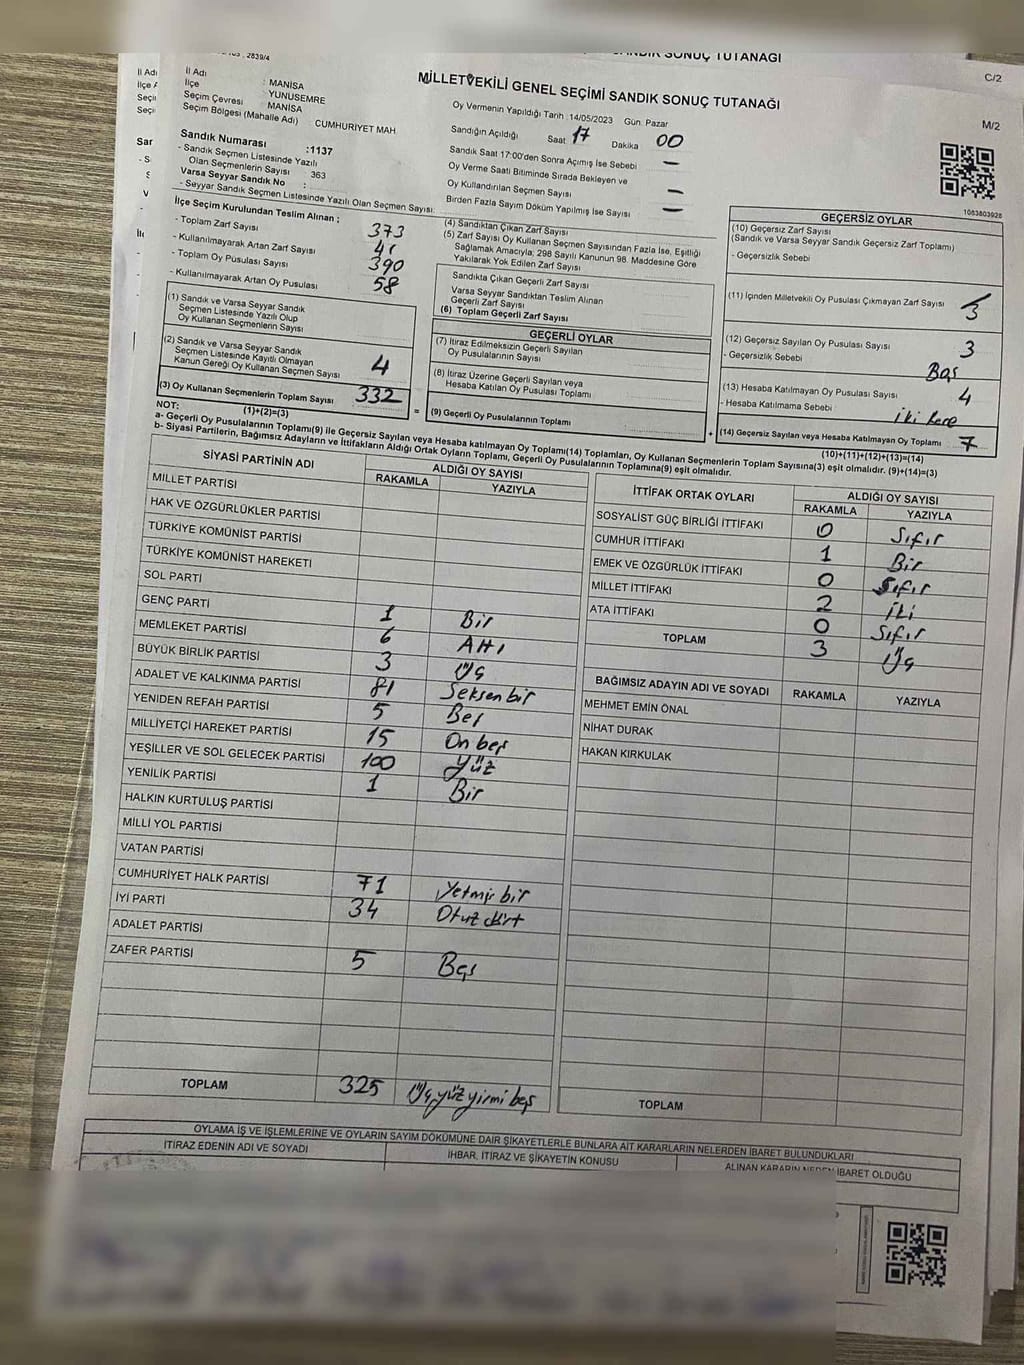 2839/4
SANDIK SONUÇ TUTANAĞI
C/2
MİLLETVEKİLİ GENEL SEÇİMİ SANDIK SONUÇ TUTANAĞI
M/2
İl Adı : MANİSA
İlçe : YUNUSEMRE
Seçim Çevresi MANİSA
Seçim Bölgesi (Mahalle Adı) CUMHURİYET MAH
Oy Vermenin Yapıldığı Tarih :14/05/2023 Gün: Pazar
Sandığın Açıldığı Saat 17 Dakika 00
Sandık Saat 17:00'den Sonra Açımış İse Sebebi —
Oy Verme Saati Bitiminde Sırada Bekleyen ve
Oy Kullandırılan Seçmen Sayısı —
Birden Fazla Sayım Döküm Yapılmış İse Sayısı —
Sandık Numarası :1137
- Sandık Seçmen Listesinde Yazılı
Olan Seçmenlerin Sayısı : 363
Varsa Seyyar Sandık No :
- Seyyar Sandık Seçmen Listesinde Yazılı Olan Seçmen Sayısı:
1083803928
İlçe Seçim Kurulundan Teslim Alınan ;
- Toplam Zarf Sayısı 373
- Kullanılmayarak Artan Zarf Sayısı 41
- Toplam Oy Pusulası Sayısı 390
- Kullanılmayarak Artan Oy Pusulası 58
(1) Sandık ve Varsa Seyyar Sandık
Seçmen Listesinde Yazılı Olup
Oy Kullanan Seçmenlerin Sayısı
(2) Sandık ve Varsa Seyyar Sandık
Seçmen Listesinde Kayıtlı Olmayan
Kanun Gereği Oy Kullanan Seçmen Sayısı 4
(3) Oy Kullanan Seçmenlerin Toplam Sayısı 332
(1)+(2)=(3)
(4) Sandıktan Çıkan Zarf Sayısı
(5) Zarf Sayısı Oy Kullanan Seçmen Sayısından Fazla İse, Eşitliği
Sağlamak Amacıyla; 298 Sayılı Kanunun 98. Maddesine Göre
Yakılarak Yok Edilen Zarf Sayısı
Sandıkta Çıkan Geçerli Zarf Sayısı
Varsa Seyyar Sandıktan Teslim Alınan
Geçerli Zarf Sayısı
(6) Toplam Geçerli Zarf Sayısı
GEÇERLİ OYLAR
(7) İtiraz Edilmeksizin Geçerli Sayılan
Oy Pusulalarının Sayısı
(8) İtiraz Üzerine Geçerli Sayılan veya
Hesaba Katılan Oy Pusulası Toplamı
= (9) Geçerli Oy Pusulalarının Toplamı +
GEÇERSİZ OYLAR
(10) Geçersiz Zarf Sayısı
(Sandık ve Varsa Seyyar Sandık Geçersiz Zarf Toplamı)
- Geçersizlik Sebebi
(11) İçinden Milletvekili Oy Pusulası Çıkmayan Zarf Sayısı
(12) Geçersiz Sayılan Oy Pusulası Sayısı 3
- Geçersizlik Sebebi Boş
(13) Hesaba Katılmayan Oy Pusulası Sayısı 4
- Hesaba Katılmama Sebebi iki kere
(14) Geçersiz Sayılan veya Hesaba Katılmayan Oy Toplamı 7
(10)+(11)+(12)+(13)=(14)
NOT:
a- Geçerli Oy Pusulalarının Toplamı(9) ile Geçersiz Sayılan veya Hesaba katılmayan Oy Toplamı(14) Toplamları, Oy Kullanan Seçmenlerin Toplam Sayısına(3) eşit olmalıdır. (9)+(14)=(3)
b- Siyasi Partilerin, Bağımsız Adayların ve İttifakların Aldığı Ortak Oyların Toplamı, Geçerli Oy Pusulalarının Toplamına(9) eşit olmalıdır.
SİYASİ PARTİNİN ADI ALDIĞI OY SAYISI
RAKAMLA YAZIYLA
MİLLET PARTİSİ
HAK VE ÖZGÜRLÜKLER PARTİSİ
TÜRKİYE KOMÜNİST PARTİSİ
TÜRKİYE KOMÜNİST HAREKETİ
SOL PARTİ
GENÇ PARTİ 1 Bir
MEMLEKET PARTİSİ 6 Altı
BÜYÜK BİRLİK PARTİSİ 3 Üç
ADALET VE KALKINMA PARTİSİ 81 Seksen bir
YENİDEN REFAH PARTİSİ 5 Beş
MİLLİYETÇİ HAREKET PARTİSİ 15 On beş
YEŞİLLER VE SOL GELECEK PARTİSİ 100 Yüz
YENİLİK PARTİSİ 1 Bir
HALKIN KURTULUŞ PARTİSİ
MİLLİ YOL PARTİSİ
VATAN PARTİSİ
CUMHURİYET HALK PARTİSİ 71 Yetmiş bir
İYİ PARTİ 34 Otuz dört
ADALET PARTİSİ
ZAFER PARTİSİ 5 Beş
TOPLAM 325 Üç yüz yirmi beş
İTTİFAK ORTAK OYLARI ALDIĞI OY SAYISI
RAKAMLA YAZIYLA
SOSYALİST GÜÇ BİRLİĞİ İTTİFAKI 0 Sıfır
CUMHUR İTTİFAKI 1 Bir
EMEK VE ÖZGÜRLÜK İTTİFAKI 0 Sıfır
MİLLET İTTİFAKI 2 İki
ATA İTTİFAKI 0 Sıfır
TOPLAM 3 Üç
BAĞIMSIZ ADAYIN ADI VE SOYADI RAKAMLA YAZIYLA
MEHMET EMİN ÖNAL
NİHAT DURAK
HAKAN KIRKULAK
TOPLAM
OYLAMA İŞ VE İŞLEMLERİNE VE OYLARIN SAYIM DÖKÜMÜNE DAİR ŞİKAYETLERLE BUNLARA AİT KARARLARIN NELERDEN İBARET BULUNDUKLARI
İTİRAZ EDENİN ADI VE SOYADI İHBAR, İTİRAZ VE ŞİKAYETİN KONUSU ALINAN KARARIN NEDEN İBARET OLDUĞU